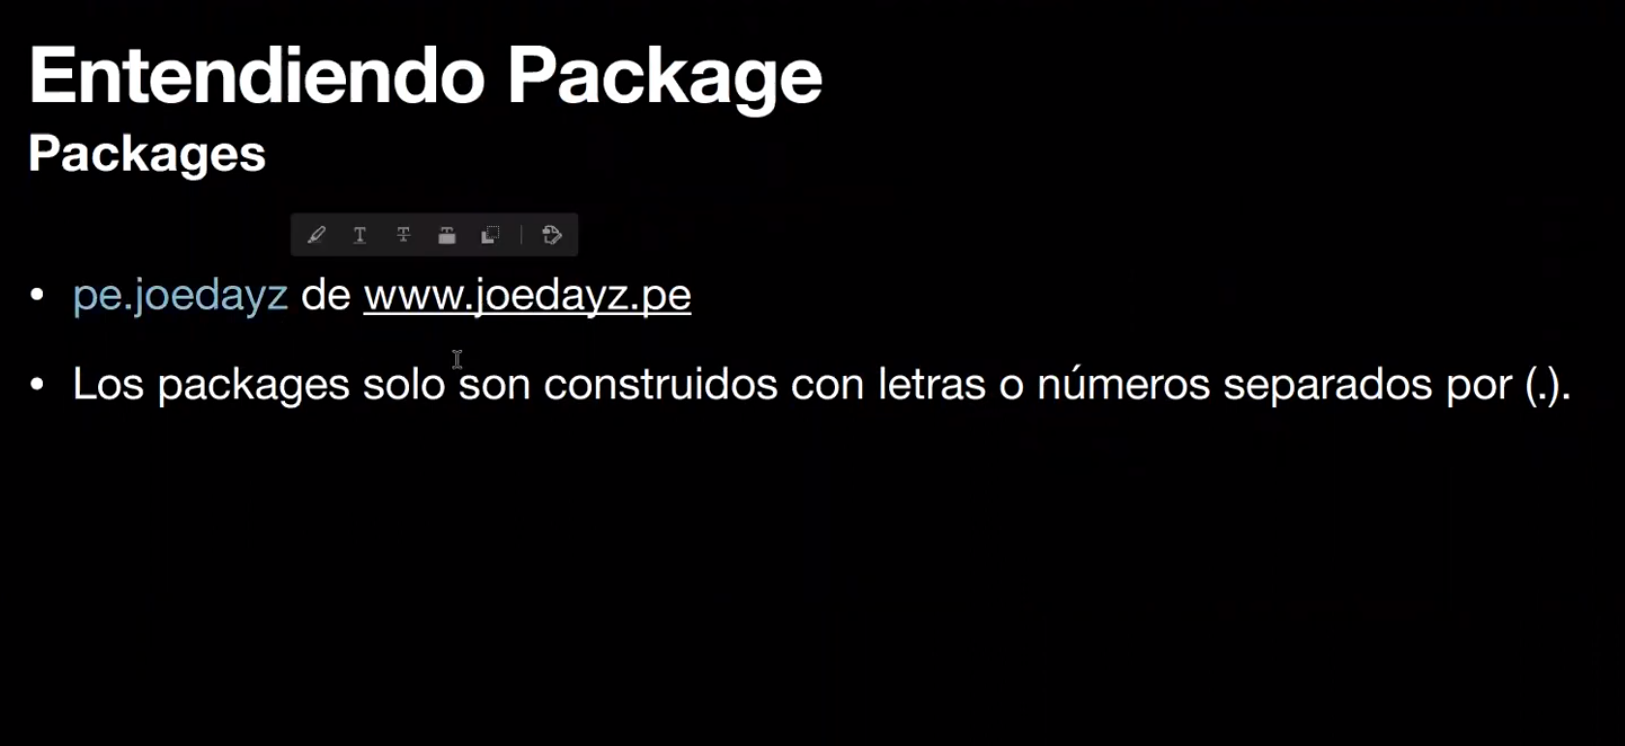 Entendiendo Package
Packages
• pe.joedayz de www.joedayz.pe
• Los packages solo son construidos con letras o números separados por (.).